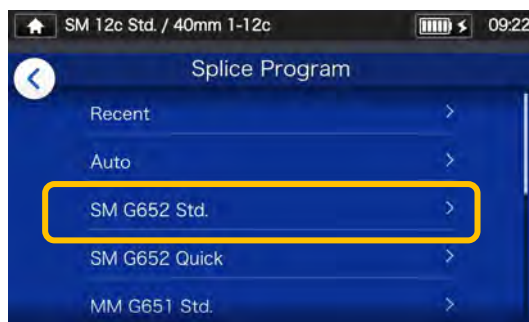 SM 12c Std. / 40mm 1-12c 09:22
Splice Program
Recent
Auto
SM G652 Std.
SM G652 Quick
MM G651 Std.